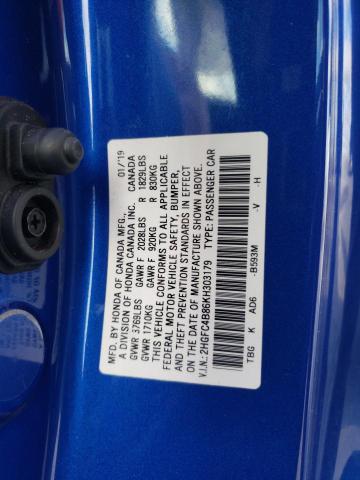 MFD. BY HONDA OF CANADA MFG., 01/'19
A DIVISION OF HONDA CANADA INC. CANADA
GVWR 3769LBS GAWR F 2028LBS R 1829LBS
GVWR 1710KG GAWR F 920KG R 830KG
THIS VEHICLE CONFORMS TO ALL APPLICABLE
FEDERAL MOTOR VEHICLE SAFETY, BUMPER,
AND THEFT PREVENTION STANDARDS IN EFFECT
ON THE DATE OF MANUFACTURE SHOWN ABOVE.
V.I.N.: 2HGFC4B86KH303179 TYPE: PASSENGER CAR
TBG K AD6 -B593M -V -H